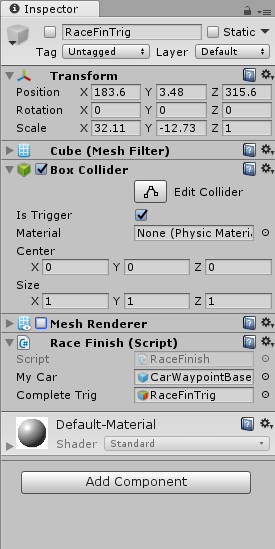 Inspector
RaceFinTrig Static
Tag Untagged Layer Default
Transform
Position X 183.6 Y 3.48 Z 315.6
Rotation X 0 Y 0 Z 0
Scale X 32.11 Y -12.73 Z 1
Cube (Mesh Filter)
Box Collider
Edit Collider
Is Trigger
Material None (Physic Materia
Center
X 0 Y 0 Z 0
Size
X 1 Y 1 Z 1
Mesh Renderer
Race Finish (Script)
Script RaceFinish
My Car CarWaypointBase
Complete Trig RaceFinTrig
Default-Material
Shader Standard
Add Component